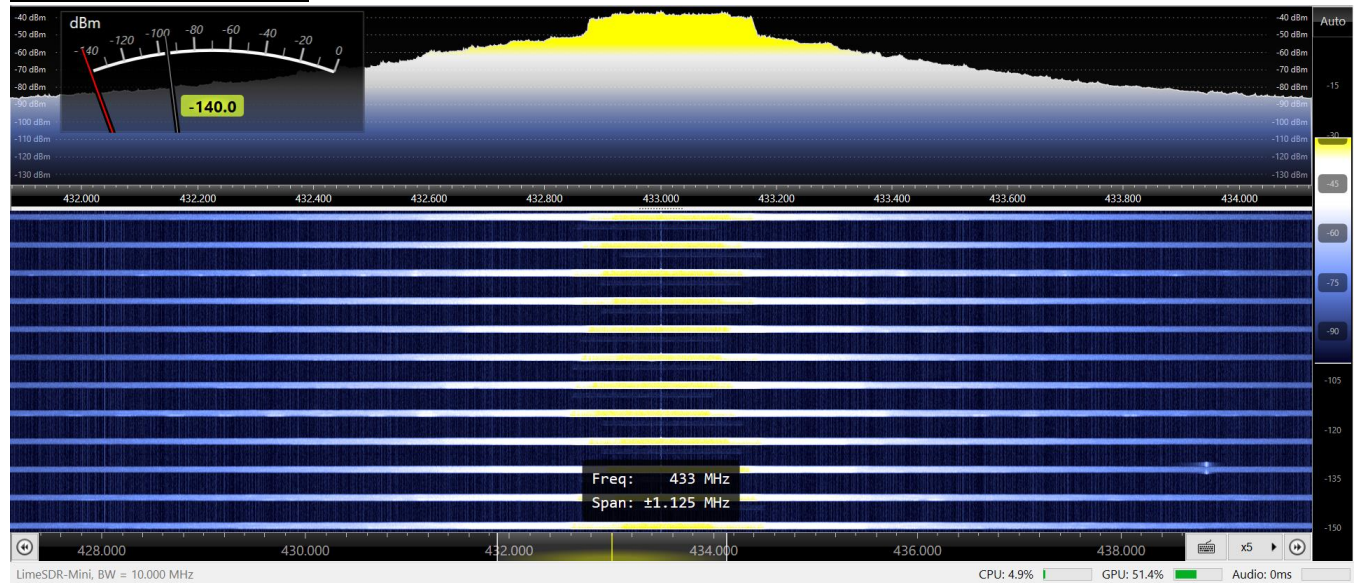 dBm
-140 -120 -100 -80 -60 -40 -20 0
-140.0
-40 dBm -40 dBm
-50 dBm -50 dBm
-60 dBm -60 dBm
-70 dBm -70 dBm
-80 dBm -80 dBm
-90 dBm -90 dBm
-100 dBm -100 dBm
-110 dBm -110 dBm
-120 dBm -120 dBm
-130 dBm -130 dBm
Auto
-15
-30
-45
-60
-75
-90
-105
-120
-135
-150
432.000 432.200 432.400 432.600 432.800 433.000 433.200 433.400 433.600 433.800 434.000
Freq: 433 MHz
Span: ±1.125 MHz
428.000 430.000 432.000 434.000 436.000 438.000 x5
LimeSDR-Mini, BW = 10.000 MHz CPU: 4.9% GPU: 51.4% Audio: 0ms